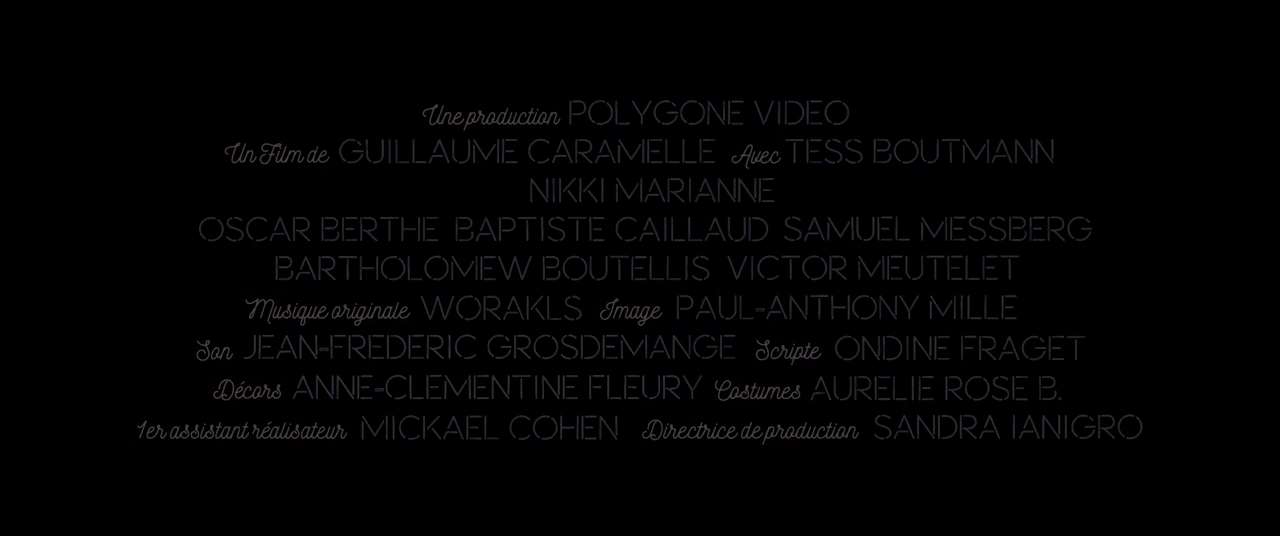 Une production POLYGONE VIDEO
Un Film de GUILLAUME CARAMELLE Avec TESS BOUTMANN
NIKKI MARIANNE
OSCAR BERTHE BAPTISTE CAILLAUD SAMUEL MESSBERG
BARTHOLOMEW BOUTELLIS VICTOR MEUTELET
Musique originale WORAKLS Image PAUL-ANTHONY MILLE
Son JEAN-FREDERIC GROSDEMANGE Scripte ONDINE FRAGET
Décors ANNE-CLEMENTINE FLEURY Costumes AURELIE ROSE B.
1er assistant réalisateur MICKAEL COHEN Directrice de production SANDRA IANIGRO